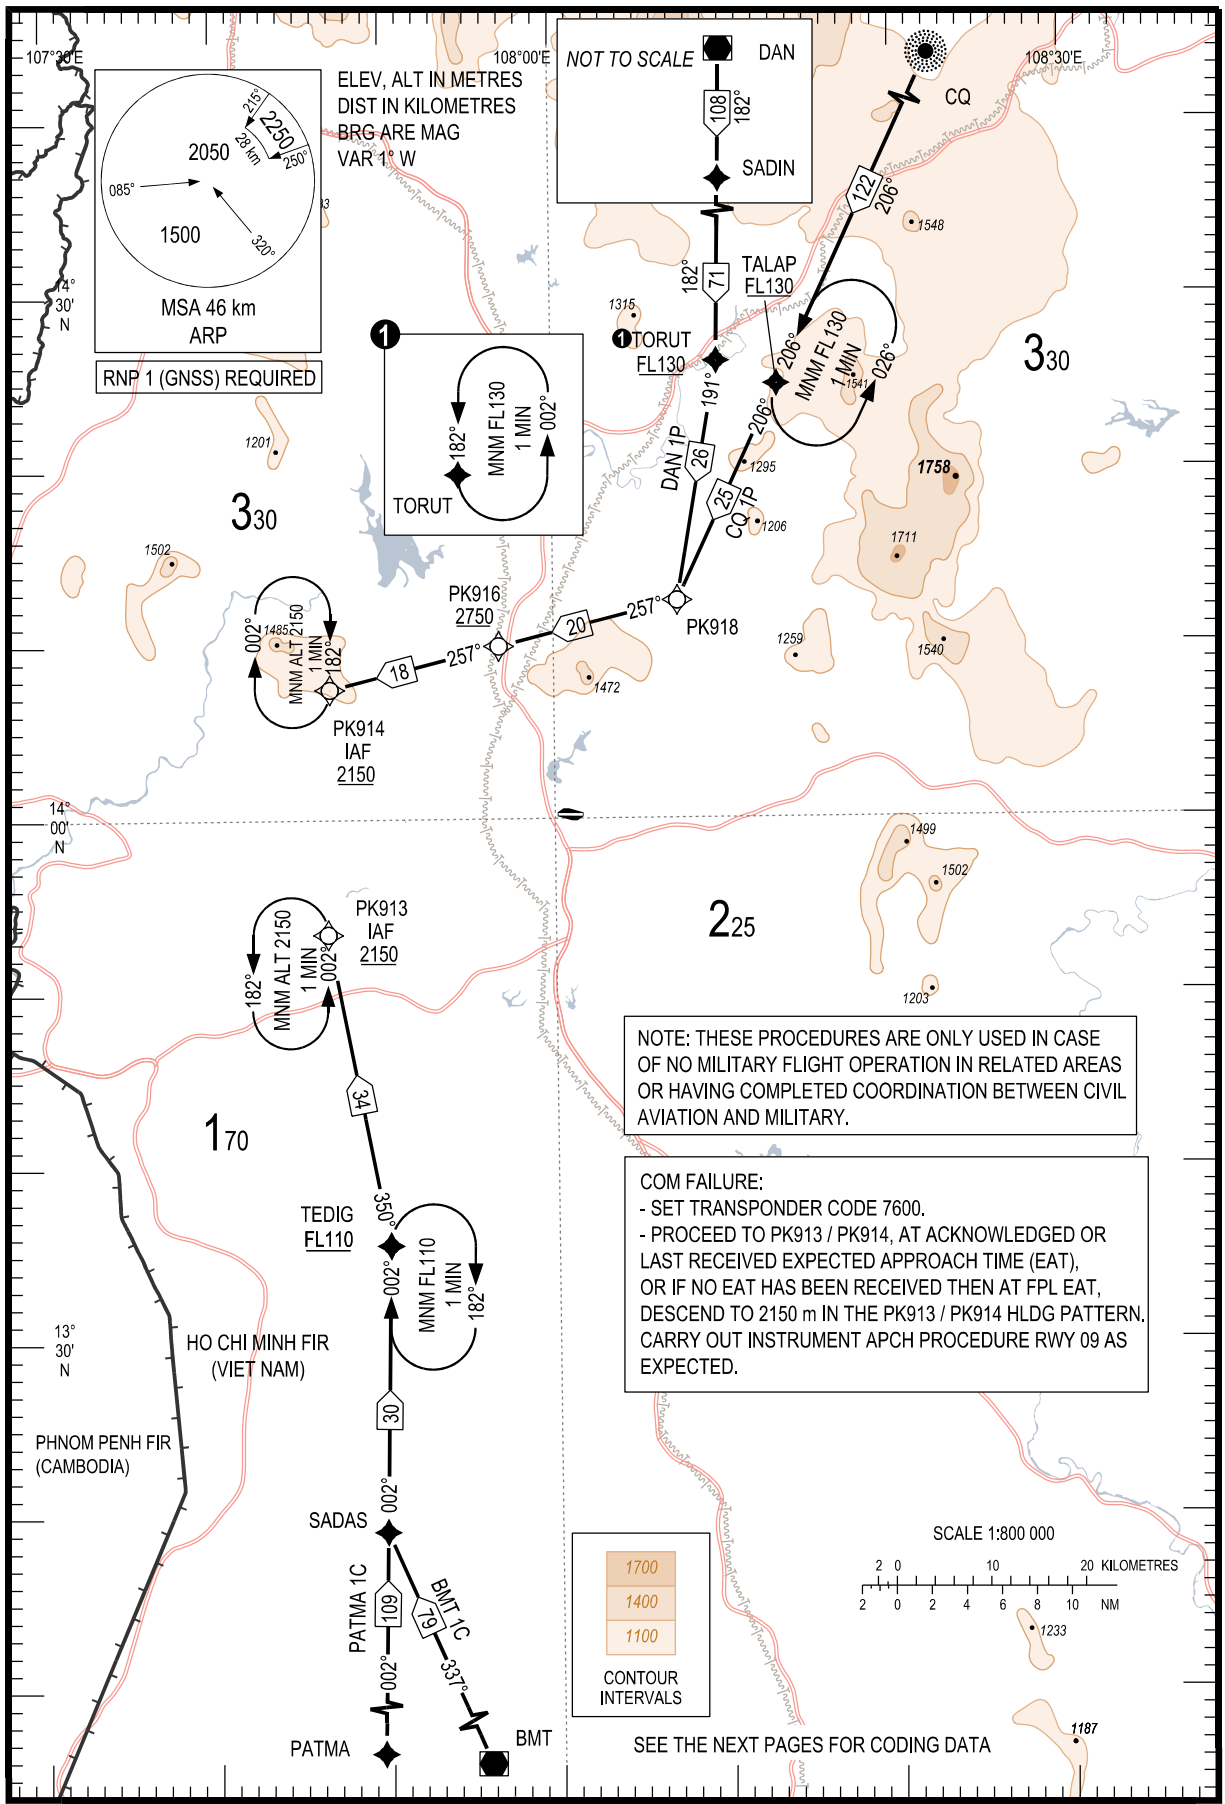 107°30'E
108°00'E
108°30'E
ELEV, ALT IN METRES
DIST IN KILOMETRES
BRG ARE MAG
VAR 1° W
215°
2250
28 km
250°
2050
085°
1500
320°
MSA 46 km
ARP
RNP 1 (GNSS) REQUIRED
14°
30'
N
NOT TO SCALE
DAN
108
182°
SADIN
CQ
122
206°
1548
182°
71
TALAP
FL130
1315
1 TORUT
FL130
206°
MNM FL130
1 MIN
1541
026°
330
1
182°
MNM FL130
1 MIN
002°
TORUT
191°
206°
DAN 1P
26
25
CQ 1P
1295
1206
1758
1711
1201
330
1502
PK916
2750
257°
20
PK918
1259
1540
1472
002°
1485
MNM ALT 2150
1 MIN
182°
18
257°
PK914
IAF
2150
14°
00'
N
1499
1502
225
1203
PK913
IAF
2150
182°
MNM ALT 2150
1 MIN
002°
NOTE: THESE PROCEDURES ARE ONLY USED IN CASE
OF NO MILITARY FLIGHT OPERATION IN RELATED AREAS
OR HAVING COMPLETED COORDINATION BETWEEN CIVIL
AVIATION AND MILITARY.
34
170
COM FAILURE:
- SET TRANSPONDER CODE 7600.
- PROCEED TO PK913 / PK914, AT ACKNOWLEDGED OR
LAST RECEIVED EXPECTED APPROACH TIME (EAT),
OR IF NO EAT HAS BEEN RECEIVED THEN AT FPL EAT,
DESCEND TO 2150 m IN THE PK913 / PK914 HLDG PATTERN.
CARRY OUT INSTRUMENT APCH PROCEDURE RWY 09 AS
EXPECTED.
350°
TEDIG
FL110
002°
MNM FL110
1 MIN
182°
13°
30'
N
HO CHI MINH FIR
(VIET NAM)
30
PHNOM PENH FIR
(CAMBODIA)
002°
SADAS
PATMA 1C
109
BMT 1C
79
002°
337°
PATMA
BMT
1700
1400
1100
CONTOUR
INTERVALS
SCALE 1:800 000
2 0 10 20 KILOMETRES
2 0 2 4 6 8 10 NM
1233
1187
SEE THE NEXT PAGES FOR CODING DATA